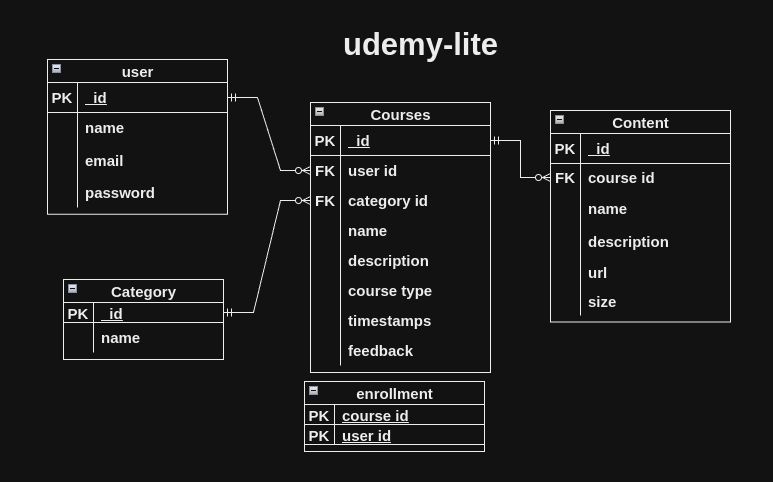 udemy-lite
user
PK _id
name
email
password
Category
PK _id
name
Courses
PK _id
FK user id
FK category id
name
description
course type
timestamps
feedback
enrollment
PK course id
PK user id
Content
PK _id
FK course id
name
description
url
size